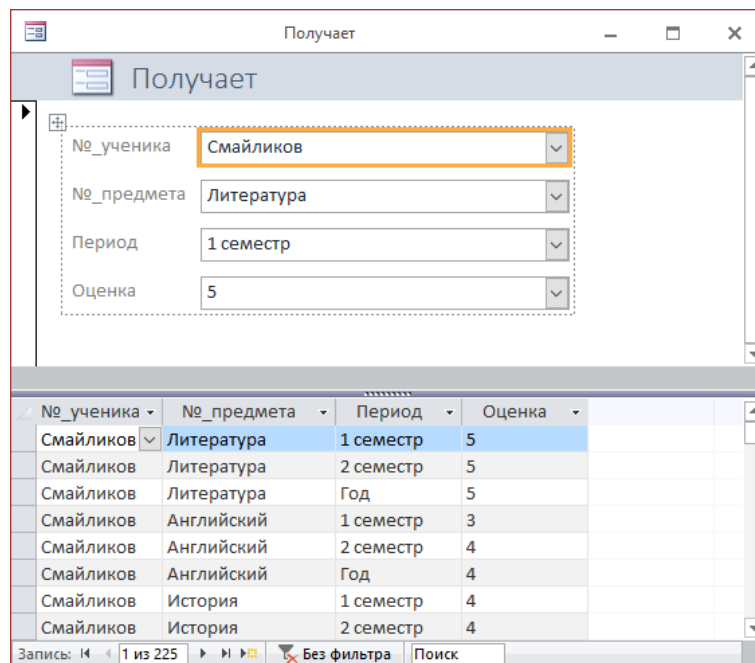 Получает
Получает
№_ученика Смайликов
№_предмета Литература
Период 1 семестр
Оценка 5
№_ученика №_предмета Период Оценка
Смайликов Литература 1 семестр 5
Смайликов Литература 2 семестр 5
Смайликов Литература Год 5
Смайликов Английский 1 семестр 3
Смайликов Английский 2 семестр 4
Смайликов Английский Год 4
Смайликов История 1 семестр 4
Смайликов История 2 семестр 4
Запись: 1 из 225 Без фильтра Поиск